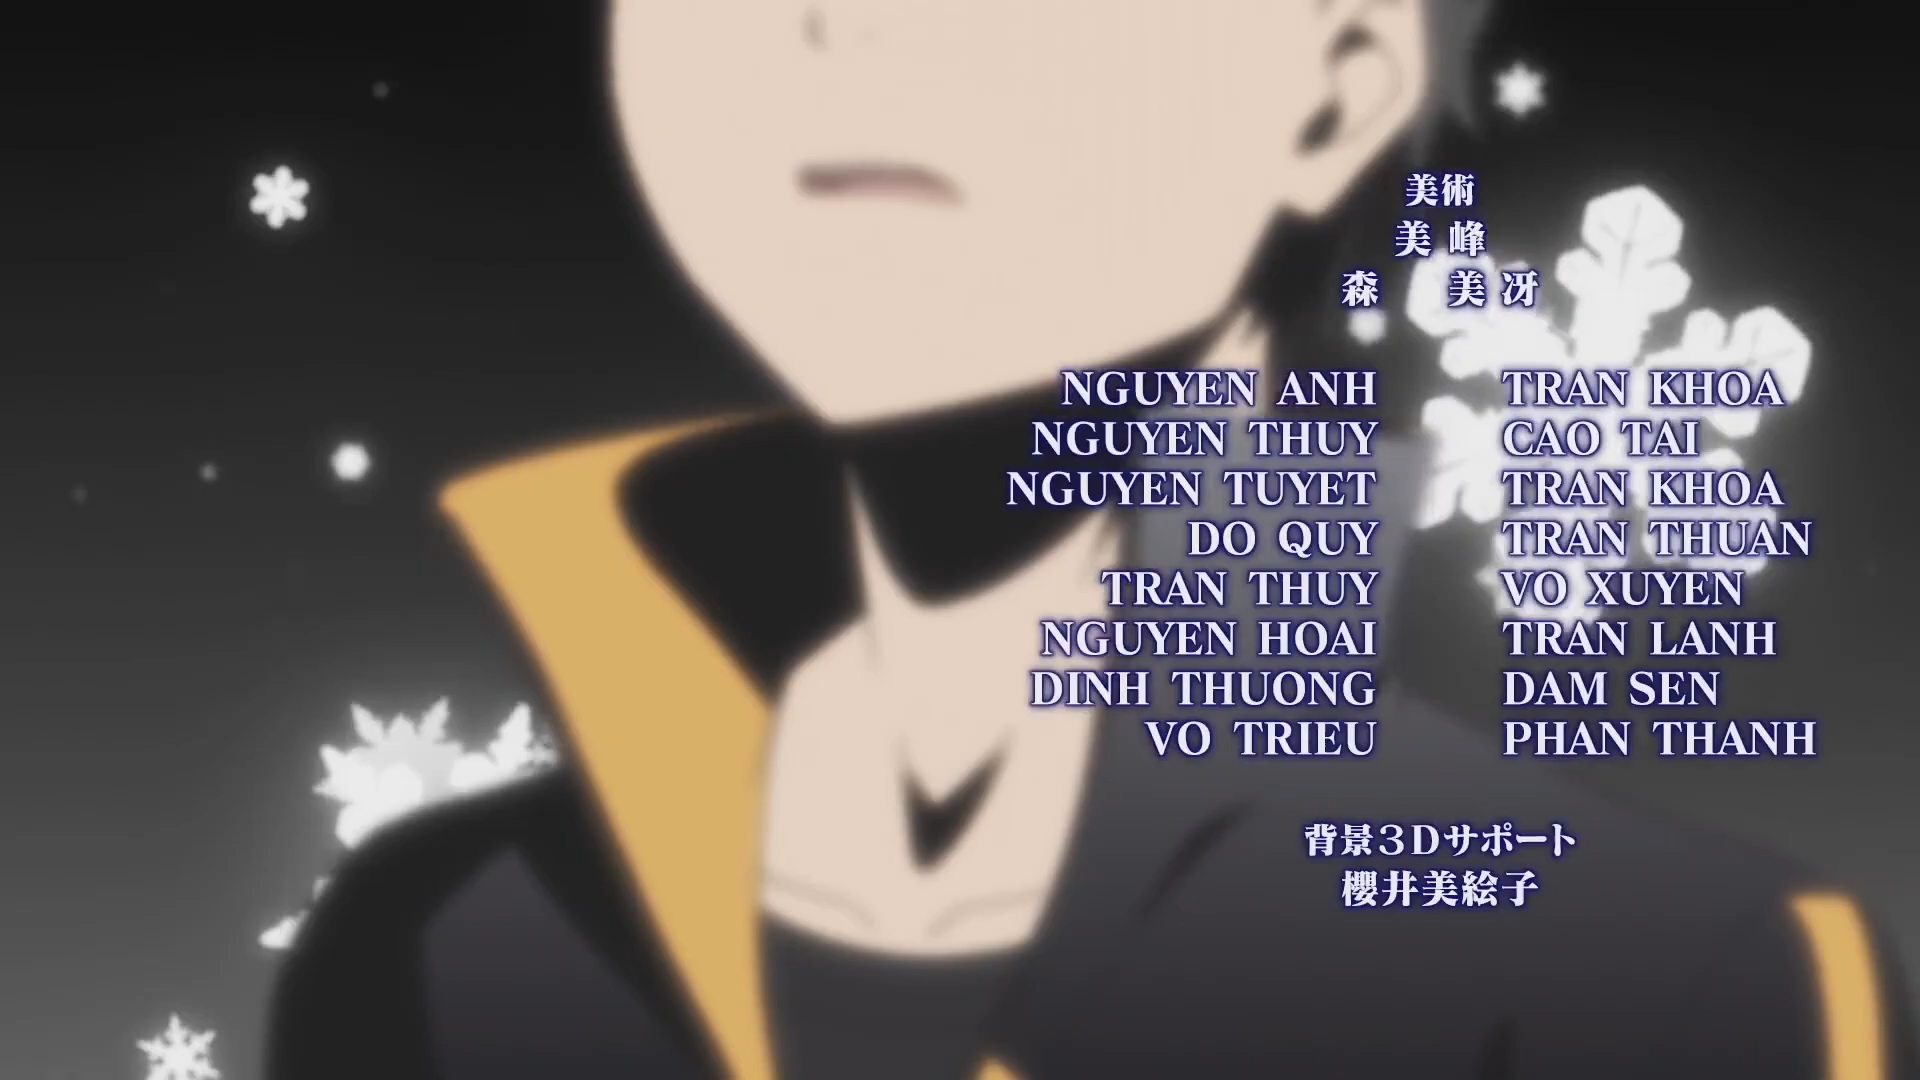 美術
美峰
森 美冴
NGUYEN ANH TRAN KHOA
NGUYEN THUY CAO TAI
NGUYEN TUYET TRAN KHOA
DO QUY TRAN THUAN
TRAN THUY VO XUYEN
NGUYEN HOAI TRAN LANH
DINH THUONG DAM SEN
VO TRIEU PHAN THANH
背景3Dサポート
櫻井美絵子